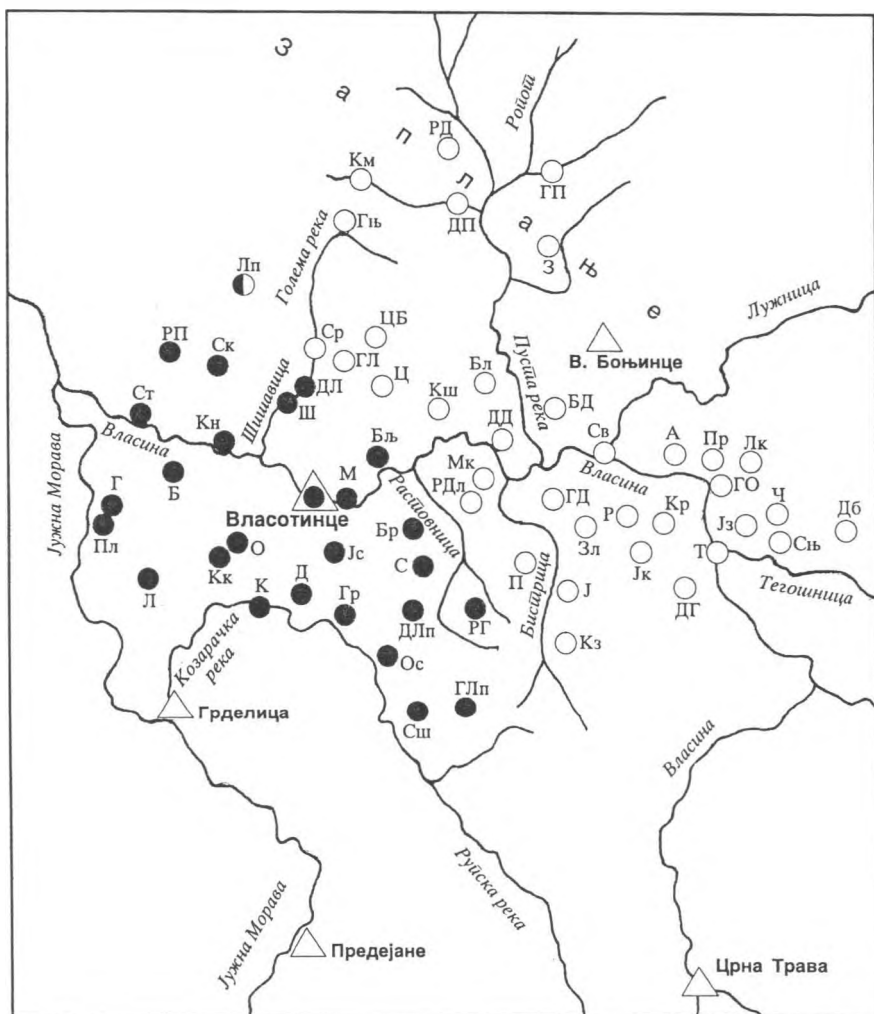 Запланье
Ројот
РД
Км
ГП
ДП
Гњ
З
Голема река
Лп
Лужница
ЦБ
РП
Ск
Ср
ГЛ
В. Боњинце
Пуста река
Бл
Ц
ДЛ
Кш
БД
Ш
Ст
Шишавица
Кн
ДД
Бљ
Св
А
Пр
Лк
Власина
Јужна Морава
Б
М
Мк
РДл
Власина
ГО
Г
Власотинце
Растовница
ГД
Р
Кр
Ч
Дб
Пл
Бр
Зл
Јз
О
Јс
Т
Сњ
Кк
С
П
Јк
Л
К
Д
Гр
ДЛп
РГ
Бистрица
Ј
ДГ
Тегошница
Козарачка река
Ос
Кз
Грделица
ГЛп
Сш
Власина
Рупска река
Јужна Морава
Предејане
Црна Трава